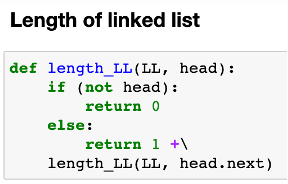 Length of linked list
def length_LL(LL, head):
    if (not head):
        return 0
    else:
        return 1 +\
    length_LL(LL, head.next)